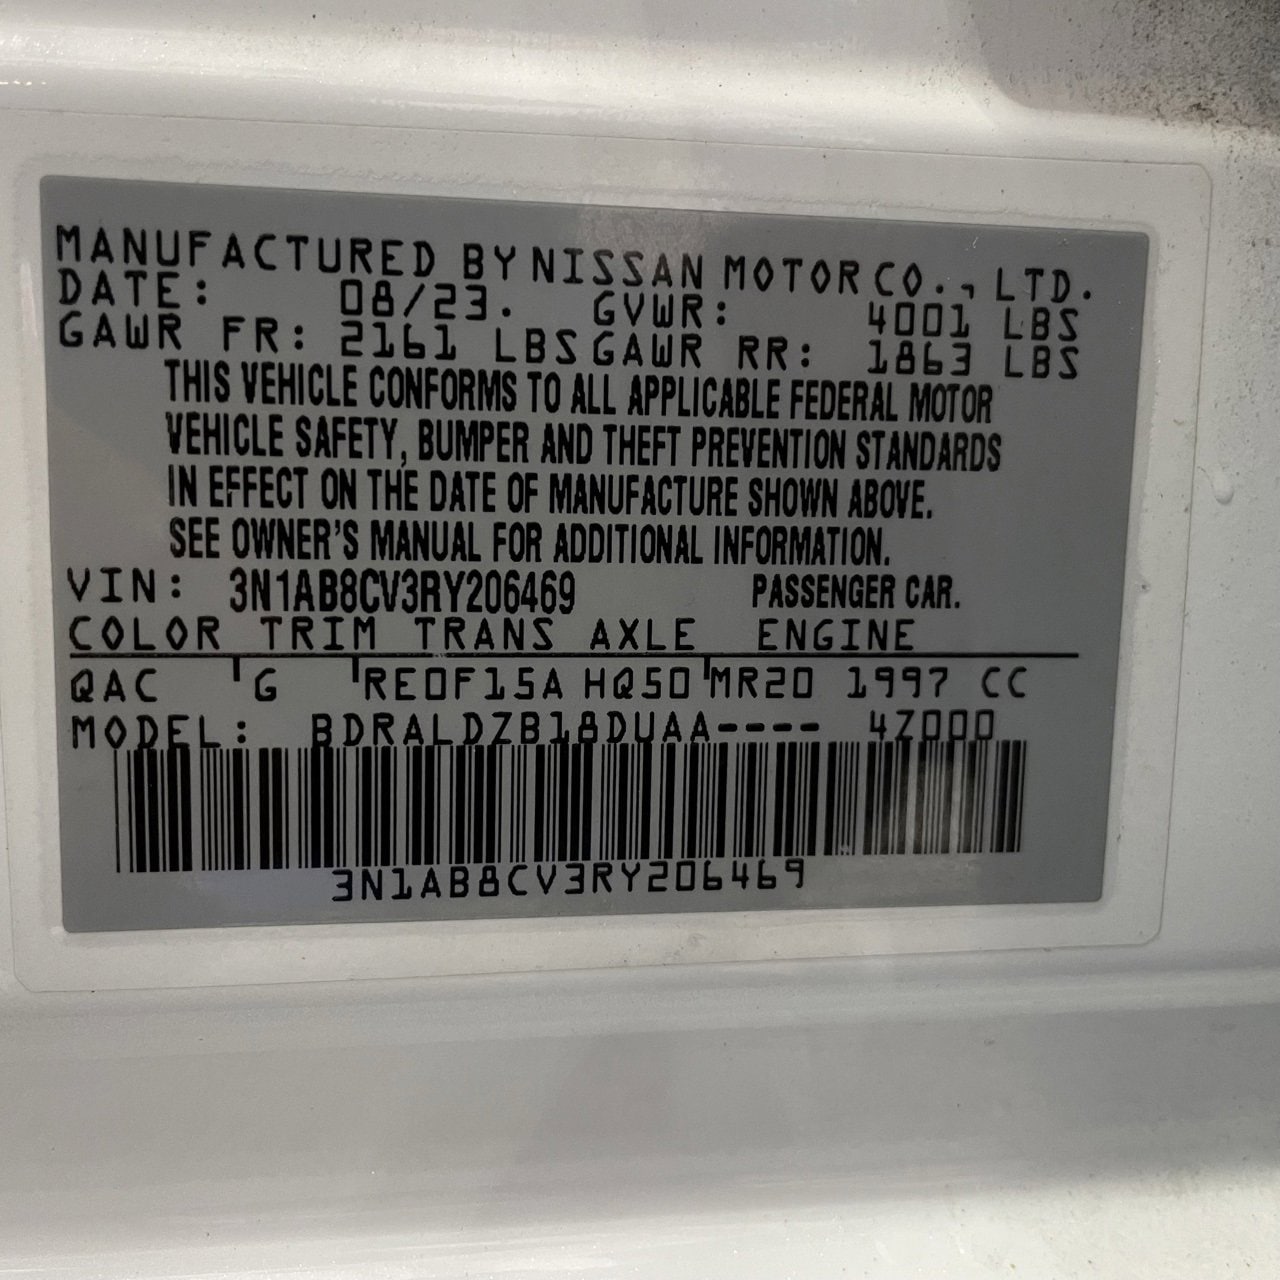 MANUFACTURED BY NISSAN MOTOR CO., LTD.
DATE: 08/23. GVWR: 4001 LBS
GAWR FR: 2161 LBS GAWR RR: 1863 LBS
THIS VEHICLE CONFORMS TO ALL APPLICABLE FEDERAL MOTOR
VEHICLE SAFETY, BUMPER AND THEFT PREVENTION STANDARDS
IN EFFECT ON THE DATE OF MANUFACTURE SHOWN ABOVE.
SEE OWNER'S MANUAL FOR ADDITIONAL INFORMATION.
VIN: 3N1AB8CV3RY206469 PASSENGER CAR.
COLOR TRIM TRANS AXLE ENGINE
QAC G RE0F15A HQ50 MR20 1997 CC
MODEL: BDRALDZB18DUAA---- 4Z000
3N1AB8CV3RY206469